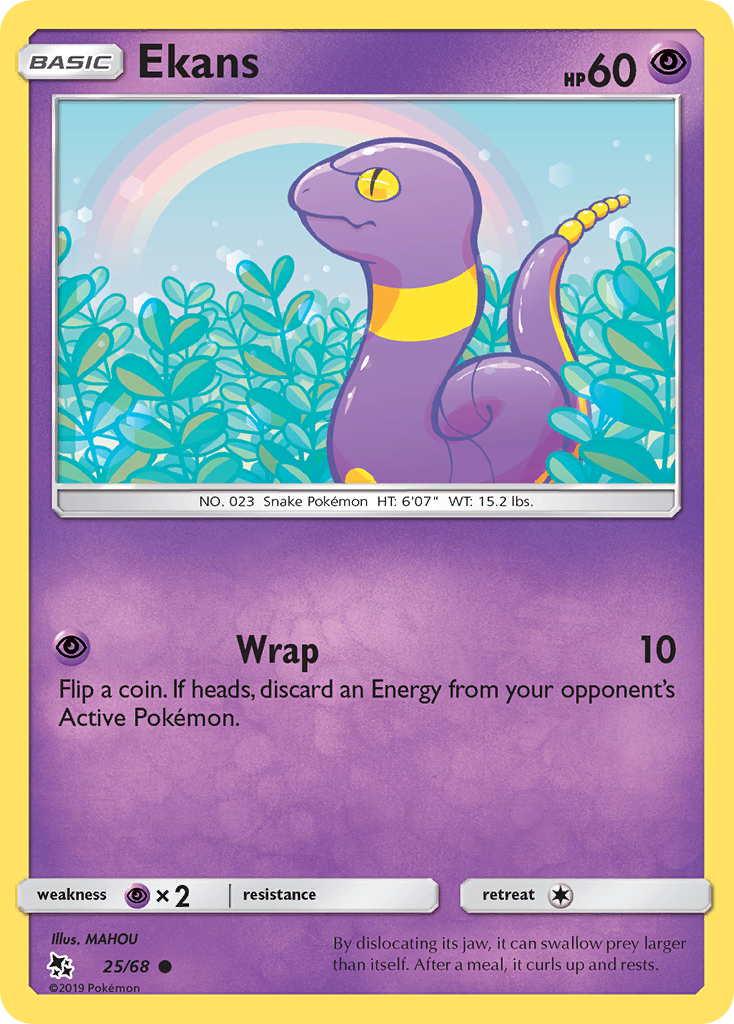 BASIC Ekans HP60
NO. 023 Snake Pokémon HT: 6'07" WT: 15.2 lbs.
Wrap 10
Flip a coin. If heads, discard an Energy from your opponent's
Active Pokémon.
weakness ×2 resistance retreat
Illus. MAHOU
25/68
©2019 Pokémon
By dislocating its jaw, it can swallow prey larger
than itself. After a meal, it curls up and rests.